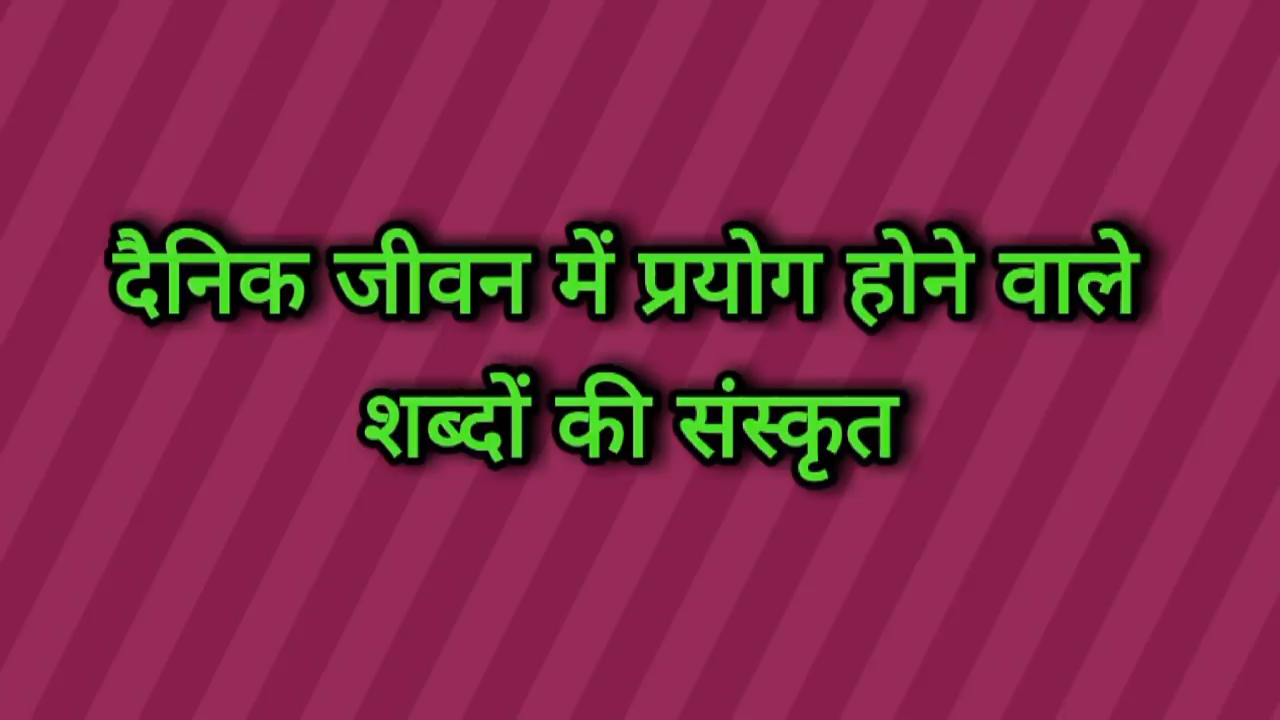 दैनिक जीवन में प्रयोग होने वाले
शब्दों की संस्कृत